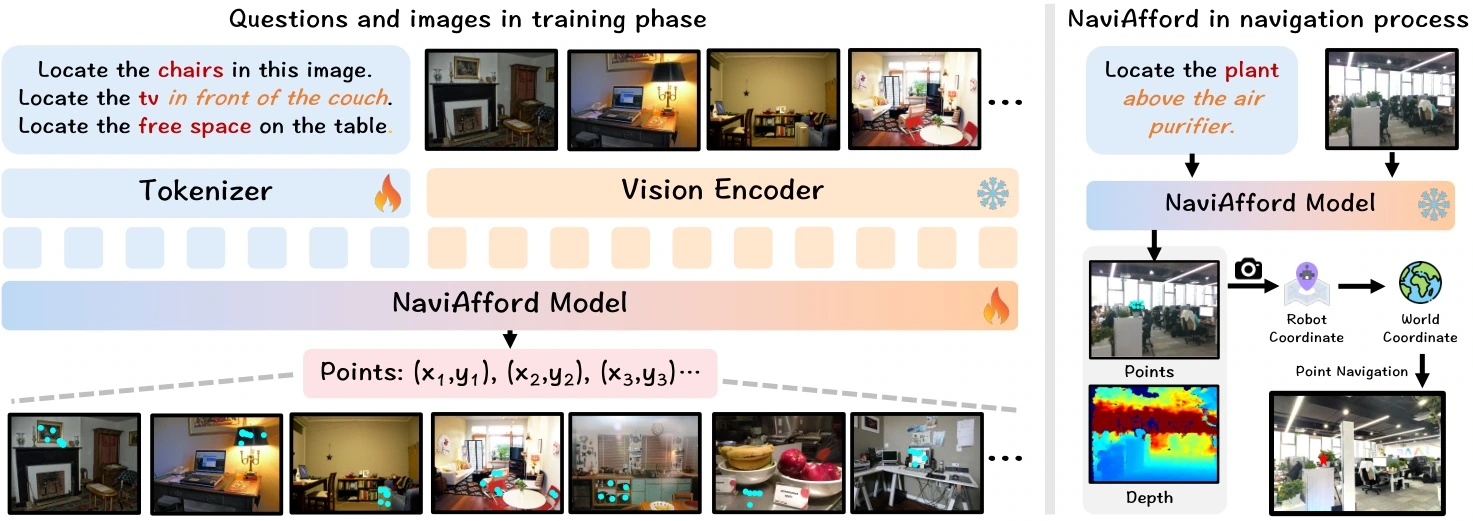 Questions and images in training phase
Locate the chairs in this image.
Locate the tv in front of the couch.
Locate the free space on the table.
...
Tokenizer
Vision Encoder
NaviAfford Model
Points: (x1,y1), (x2,y2), (x3,y3)...
...
NaviAfford in navigation process
Locate the plant
above the air
purifier.
NaviAfford Model
Points
Depth
Robot
Coordinate
World
Coordinate
Point Navigation